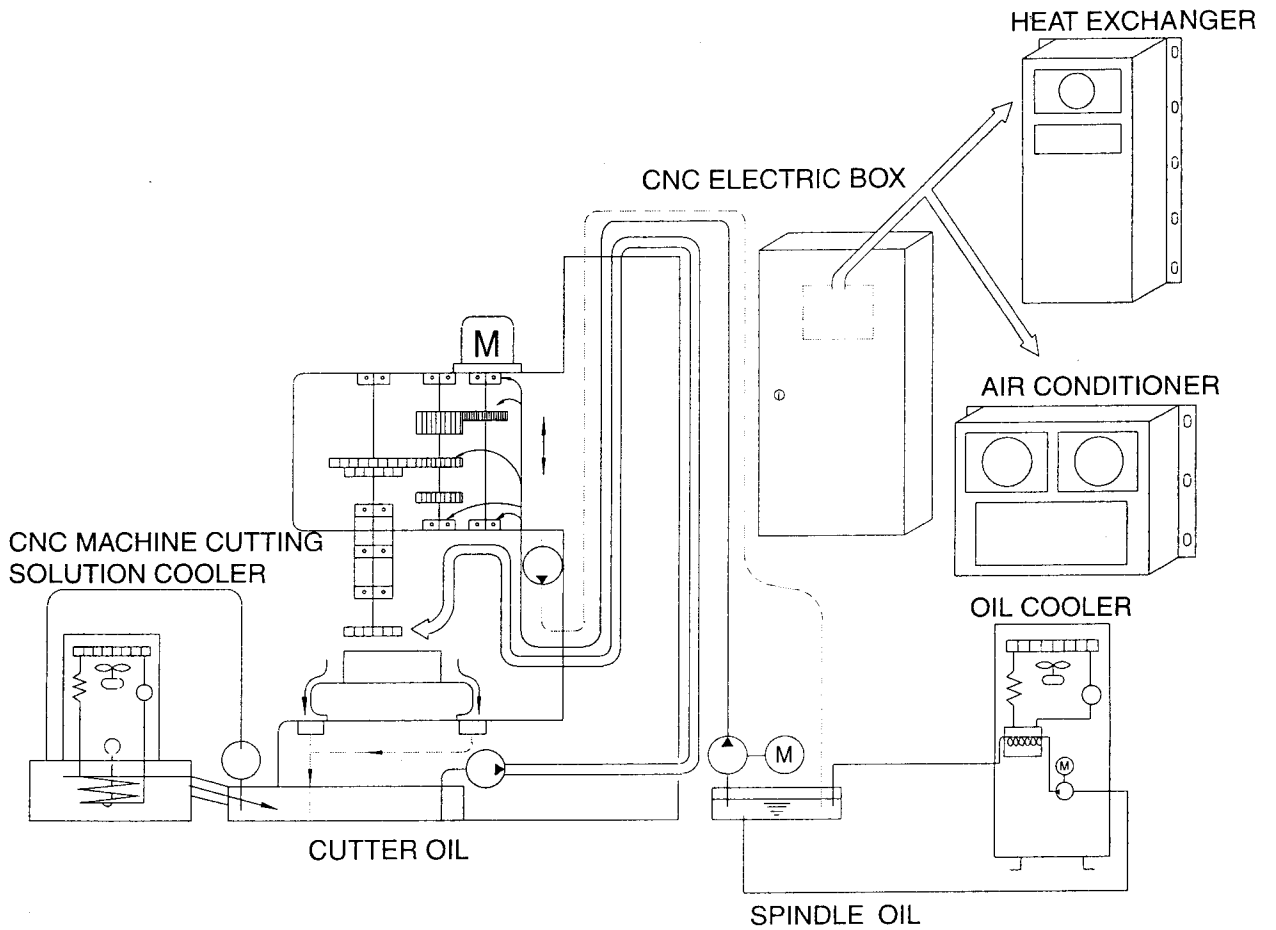 HEAT EXCHANGER
CNC ELECTRIC BOX
M
AIR CONDITIONER
CNC MACHINE CUTTING
SOLUTION COOLER
OIL COOLER
M
M
CUTTER OIL
SPINDLE OIL